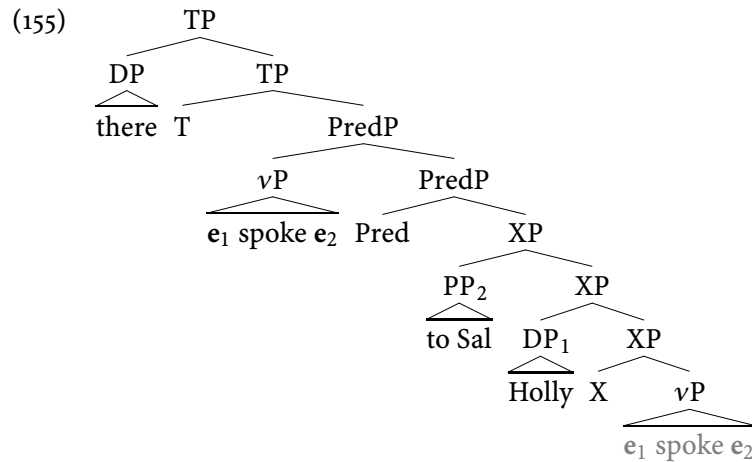 (155) TP
DP TP
there T PredP
vP PredP
e₁ spoke e₂ Pred XP
PP₂ XP
to Sal DP₁ XP
Holly X vP
e₁ spoke e₂